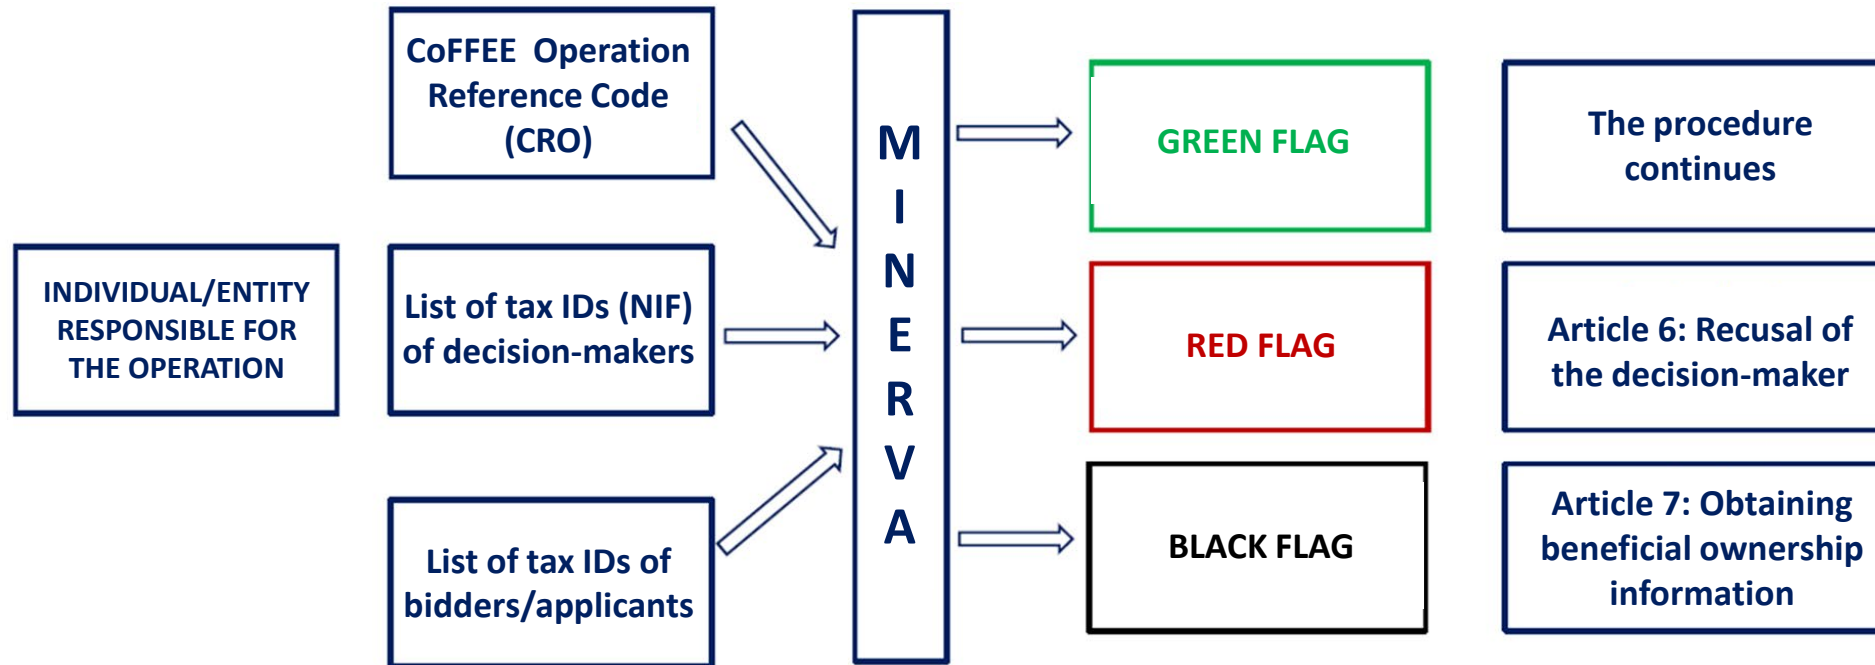 INDIVIDUAL/ENTITY
RESPONSIBLE FOR
THE OPERATION
CoFFEE Operation
Reference Code
(CRO)
List of tax IDs (NIF)
of decision-makers
List of tax IDs of
bidders/applicants
MINERVA
GREEN FLAG
The procedure
continues
RED FLAG
Article 6: Recusal of
the decision-maker
BLACK FLAG
Article 7: Obtaining
beneficial ownership
information